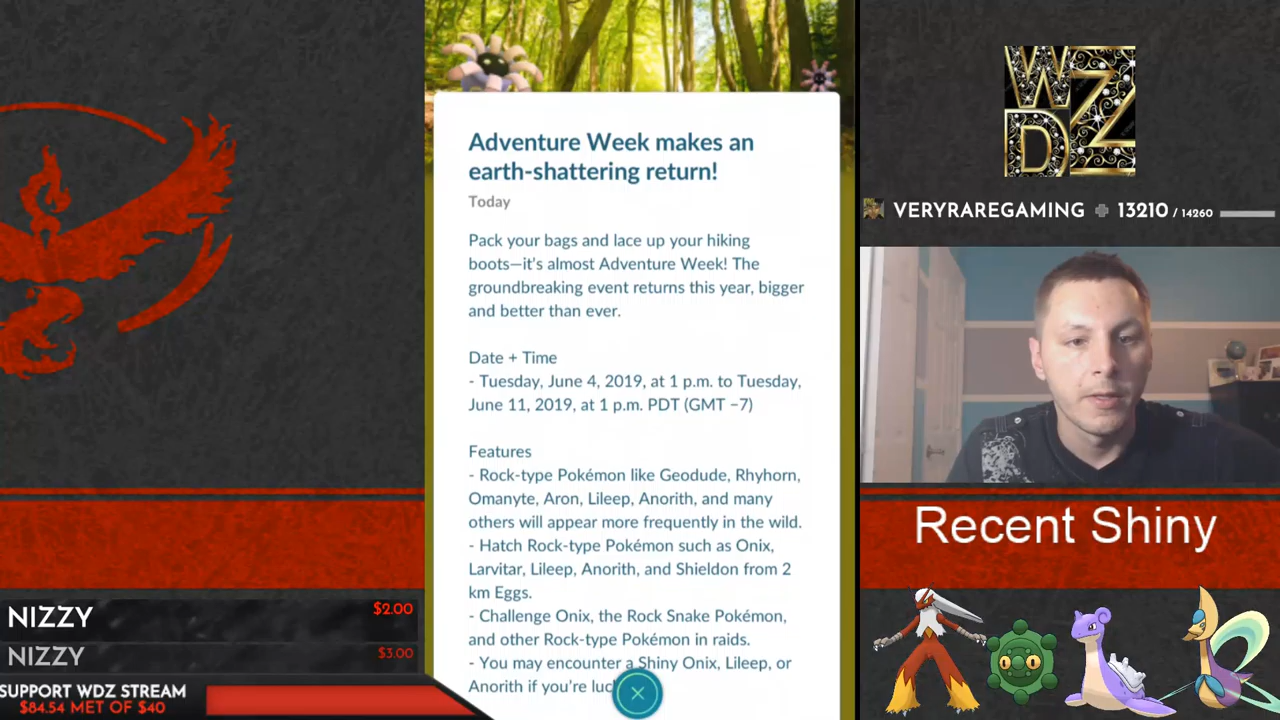 Adventure Week makes an
earth-shattering return!
Today
Pack your bags and lace up your hiking
boots—it's almost Adventure Week! The
groundbreaking event returns this year, bigger
and better than ever.
Date + Time
- Tuesday, June 4, 2019, at 1 p.m. to Tuesday,
June 11, 2019, at 1 p.m. PDT (GMT −7)
Features
- Rock-type Pokémon like Geodude, Rhyhorn,
Omanyte, Aron, Lileep, Anorith, and many
others will appear more frequently in the wild.
- Hatch Rock-type Pokémon such as Onix,
Larvitar, Lileep, Anorith, and Shieldon from 2
km Eggs.
- Challenge Onix, the Rock Snake Pokémon,
and other Rock-type Pokémon in raids.
- You may encounter a Shiny Onix, Lileep, or
Anorith if you're luc
WZ
D
VERYRAREGAMING 13210 / 14260
Recent Shiny
NIZZY $2.00
NIZZY $3.00
SUPPORT WDZ STREAM
$84.54 MET OF $40